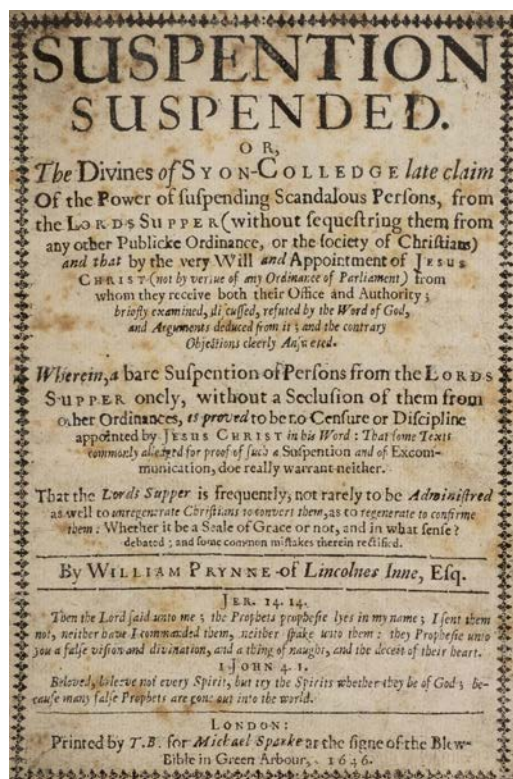 SUSPENTION
SUSPENDED.
OR,
The Divines of SYON-COLLEDGE late claim
Of the Power of ſuſpending Scandalous Perſons, from
the LORDS SUPPER (without ſequeſtring them from
any other Publicke Ordinance, or the ſociety of Chriſtians)
and that by the very Will and Appointment of JESUS
CHRIST (not by vertue of any Ordinance of Parliament) from
whom they receive both their Office and Authority;
briefly examined, diſcuſſed, refuted by the Word of God,
and Arguments deduced from it; and the contrary
Objections cleerly Anſwered.
Wherein, a bare Suſpention of Perſons from the LORDS
SUPPER onely, without a Secluſion of them from
other Ordinances, is proved to be no Cenſure or Diſcipline
appointed by JESUS CHRIST in his Word: That ſome Texts
commonly alledged for proof of ſuch a Suſpention and of Excom-
munication, doe really warrant neither.
That the Lords Supper is frequently, not rarely to be Adminiſtred
as well to unregenerate Chriſtians to convert them, as to regenerate to confirme
them: Whether it be a Seale of Grace or not, and in what ſenſe?
debated; and ſome common miſtakes therein rectified.
By WILLIAM PRYNNE of Lincolnes Inne, Eſq.
JER. 14. 14.
Then the Lord ſaid unto me; the Prophets propheſie lyes in my name; I ſent them
not, neither have I commanded them, neither ſpake unto them: they Propheſie unto
you a falſe viſion and divination, and a thing of naught, and the deceit of their heart.
1 JOHN 4. 1.
Beloved, beleeve not every Spirit, but try the Spirits whether they be of God; be-
cauſe many falſe Prophets are gone out into the world.
LONDON:
Printed by T.B. for Michael Sparke at the ſigne of the Blew-
Bible in Green Arbour, 1646.